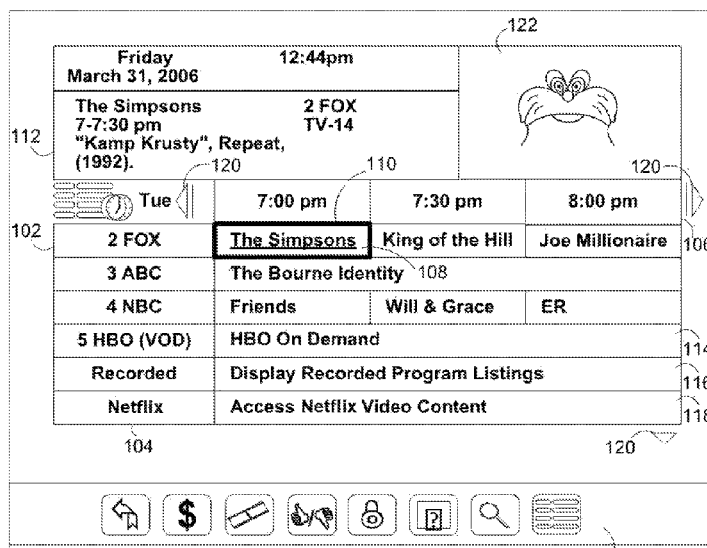 122
Friday 12:44pm
March 31, 2006
The Simpsons 2 FOX
7-7:30 pm TV-14
"Kamp Krusty", Repeat,
(1992).
112
120 110 120
Tue 7:00 pm 7:30 pm 8:00 pm
102 2 FOX The Simpsons King of the Hill Joe Millionaire 106
3 ABC The Bourne Identity 108
4 NBC Friends Will & Grace ER
5 HBO (VOD) HBO On Demand 114
Recorded Display Recorded Program Listings 116
Netflix Access Netflix Video Content 118
104 120
$ ?